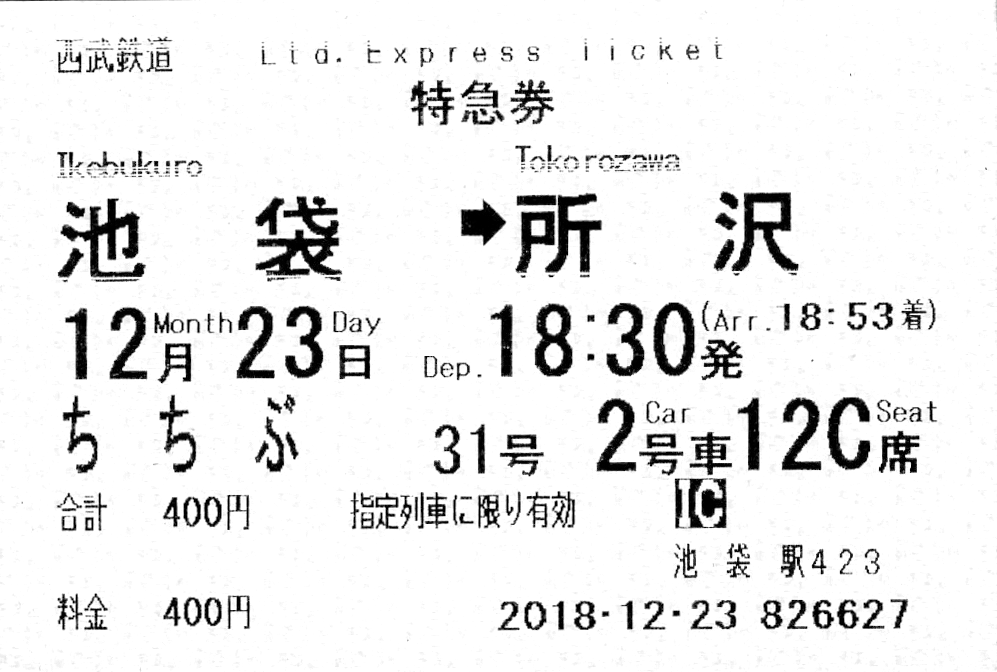 西武鉄道 Ltd. Express Ticket
特急券
Ikebukuro Tokorozawa
池袋 ➡ 所沢
12 Month 月 23 Day 日 Dep. 18:30 発 (Arr. 18:53着)
ちちぶ 31号 2 Car 号車 12C Seat 席
合計 400円 指定列車に限り有効 IC
池袋駅423
料金 400円 2018-12-23 826627